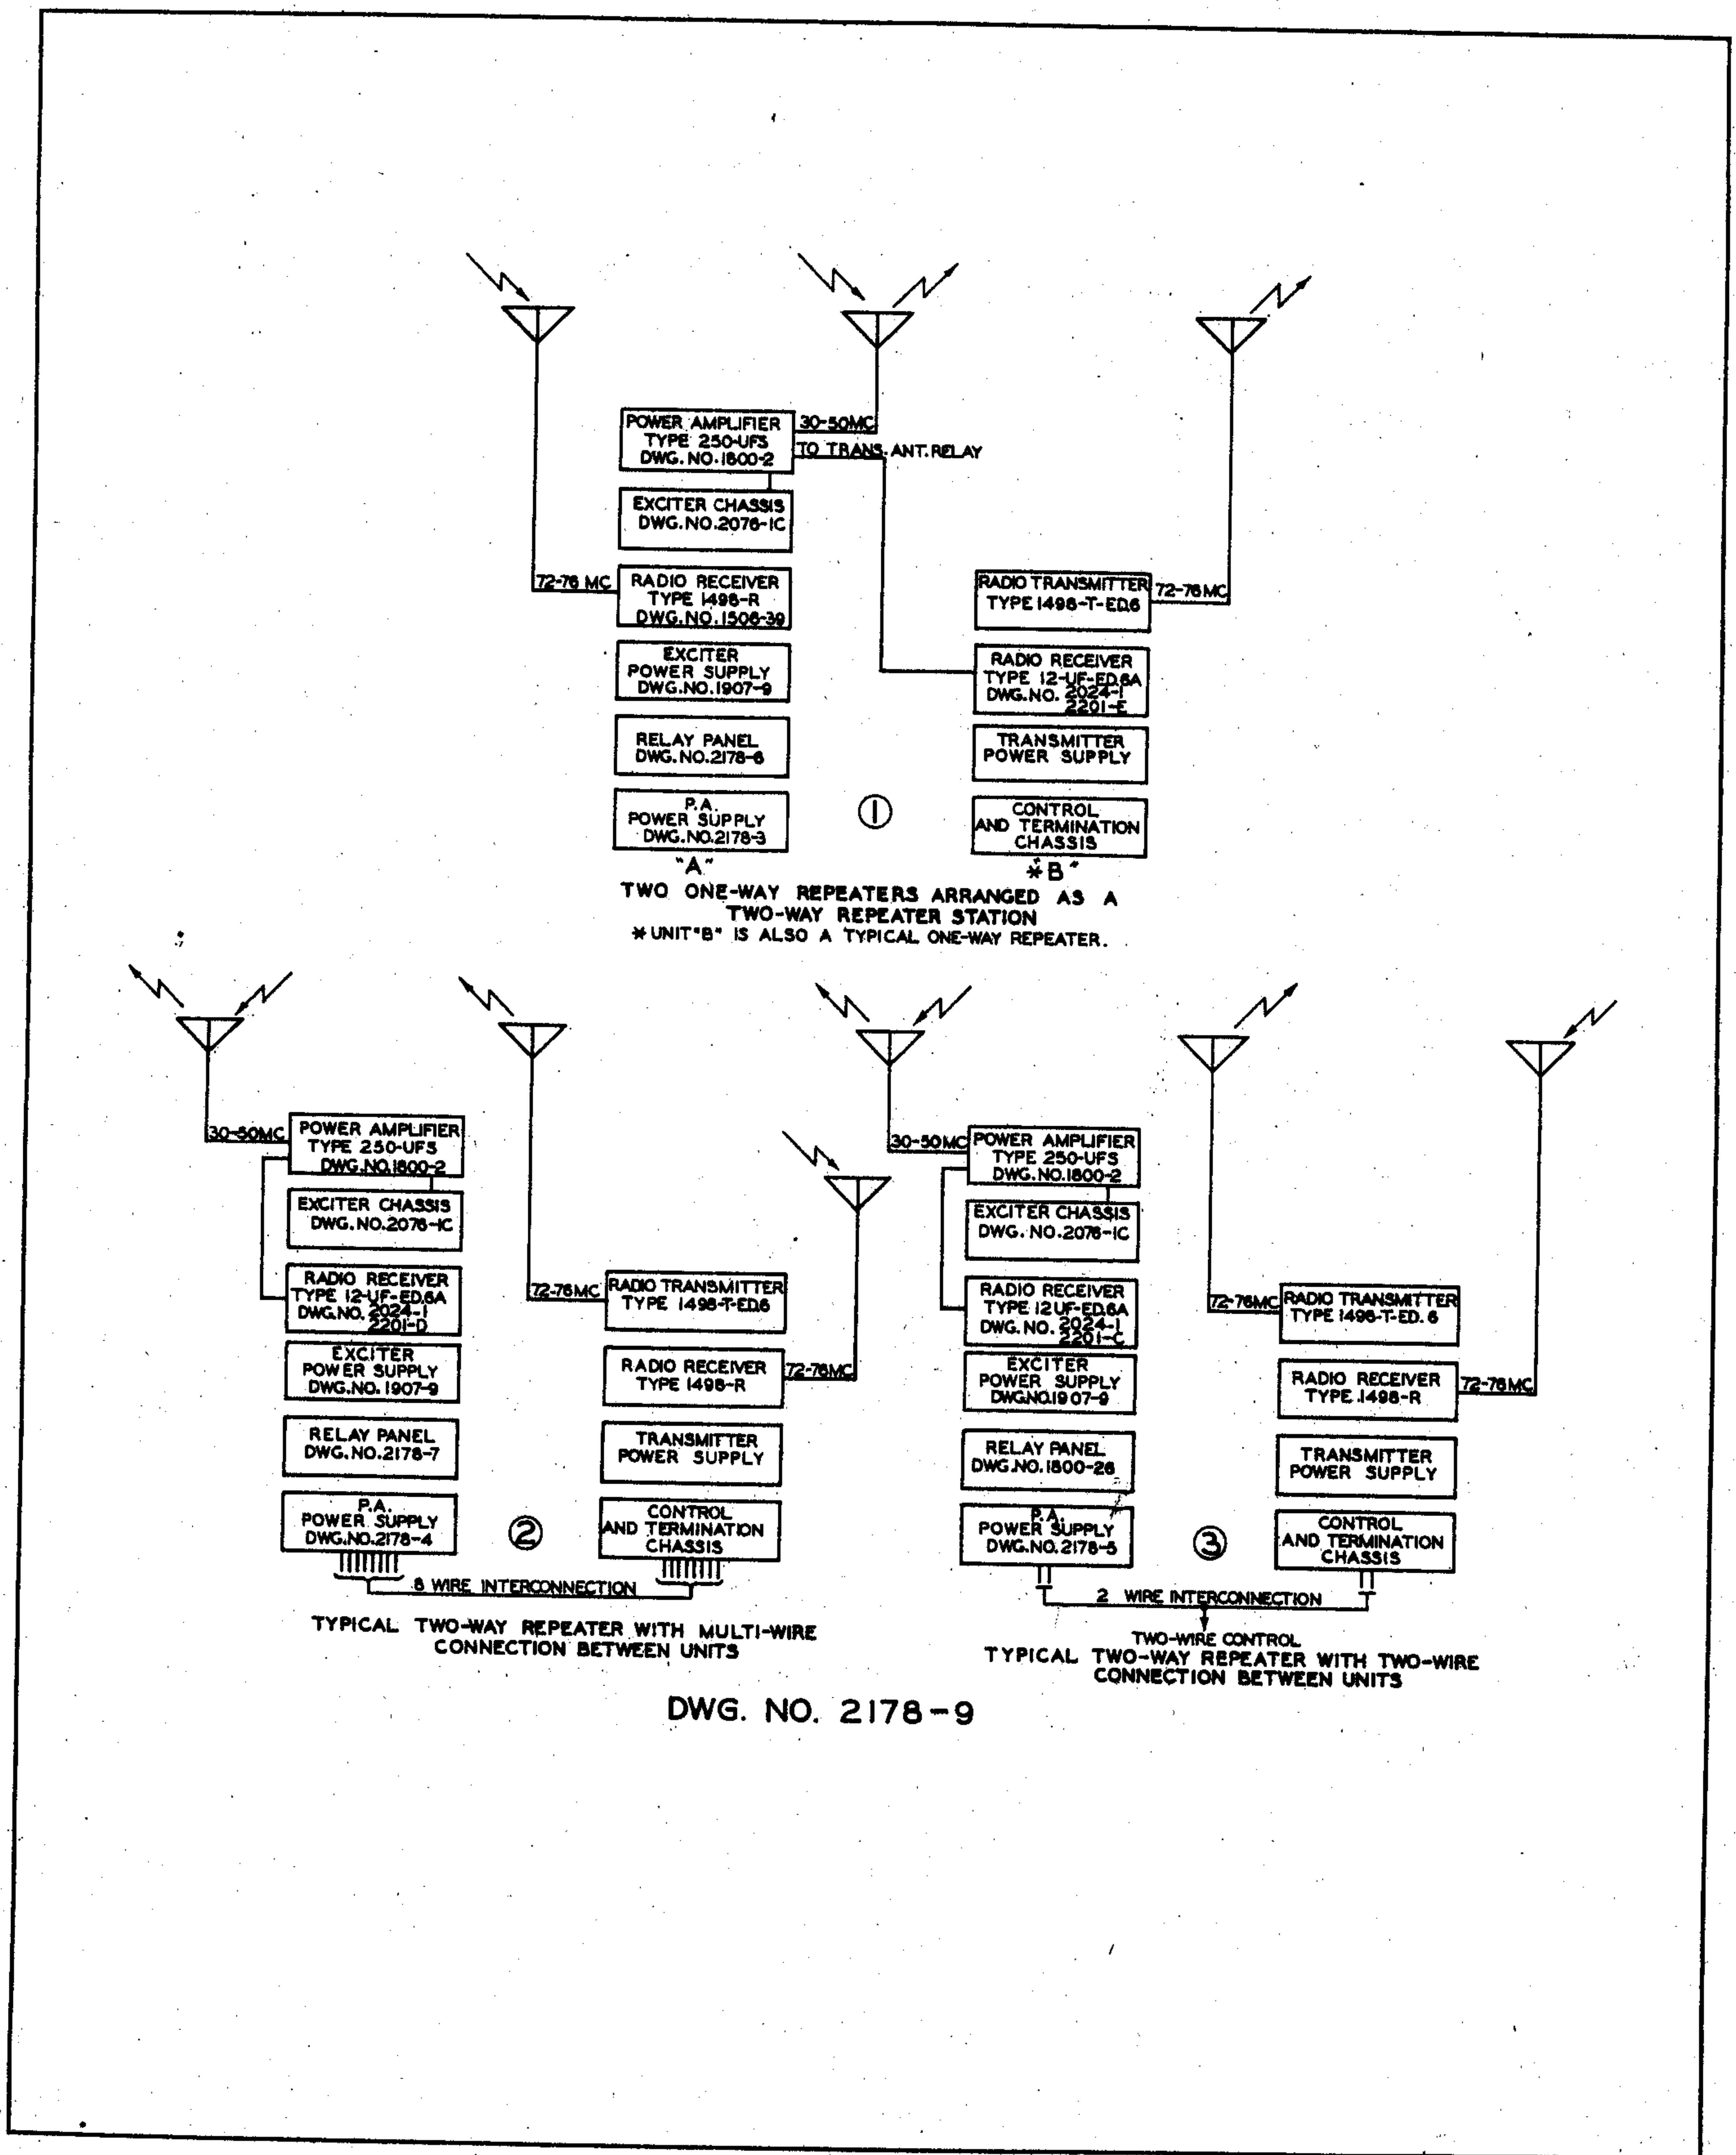 POWER AMPLIFIER
TYPE 250-UFS
DWG. NO. 1800-2
30-50MC
TO TRANS. ANT. RELAY
EXCITER CHASSIS
DWG. NO. 2076-1C
72-76 MC
RADIO RECEIVER
TYPE 1498-R
DWG. NO. 1506-39
EXCITER
POWER SUPPLY
DWG. NO. 1907-9
RELAY PANEL
DWG. NO. 2178-6
P.A.
POWER SUPPLY
DWG. NO. 2178-3
"A"
①
RADIO TRANSMITTER
TYPE 1498-T-ED.6
72-76MC
RADIO RECEIVER
TYPE 12-UF-ED.6A
DWG. NO. 2024-1
2201-E
TRANSMITTER
POWER SUPPLY
CONTROL
AND TERMINATION
CHASSIS
*"B"
TWO ONE-WAY REPEATERS ARRANGED AS A
TWO-WAY REPEATER STATION
* UNIT "B" IS ALSO A TYPICAL ONE-WAY REPEATER.
30-50MC
POWER AMPLIFIER
TYPE 250-UFS
DWG. NO. 1800-2
EXCITER CHASSIS
DWG. NO. 2076-1C
RADIO RECEIVER
TYPE 12-UF-ED.6A
DWG. NO. 2024-1
2201-D
EXCITER
POWER SUPPLY
DWG. NO. 1907-9
RELAY PANEL
DWG. NO. 2178-7
P.A.
POWER SUPPLY
DWG. NO. 2178-4
②
72-76MC
RADIO TRANSMITTER
TYPE 1498-T-ED.6
RADIO RECEIVER
TYPE 1498-R
72-76MC
TRANSMITTER
POWER SUPPLY
CONTROL
AND TERMINATION
CHASSIS
8 WIRE INTERCONNECTION
TYPICAL TWO-WAY REPEATER WITH MULTI-WIRE
CONNECTION BETWEEN UNITS
30-50MC
POWER AMPLIFIER
TYPE 250-UFS
DWG. NO. 1800-2
EXCITER CHASSIS
DWG. NO. 2076-1C
RADIO RECEIVER
TYPE 12UF-ED.6A
DWG. NO. 2024-1
2201-C
EXCITER
POWER SUPPLY
DWG. NO. 1907-9
RELAY PANEL
DWG. NO. 1800-26
P.A.
POWER SUPPLY
DWG. NO. 2178-5
③
72-76MC
RADIO TRANSMITTER
TYPE 1498-T-ED. 6
RADIO RECEIVER
TYPE 1498-R
72-76MC
TRANSMITTER
POWER SUPPLY
CONTROL
AND TERMINATION
CHASSIS
2 WIRE INTERCONNECTION
TWO-WIRE CONTROL
TYPICAL TWO-WAY REPEATER WITH TWO-WIRE
CONNECTION BETWEEN UNITS
DWG. NO. 2178-9